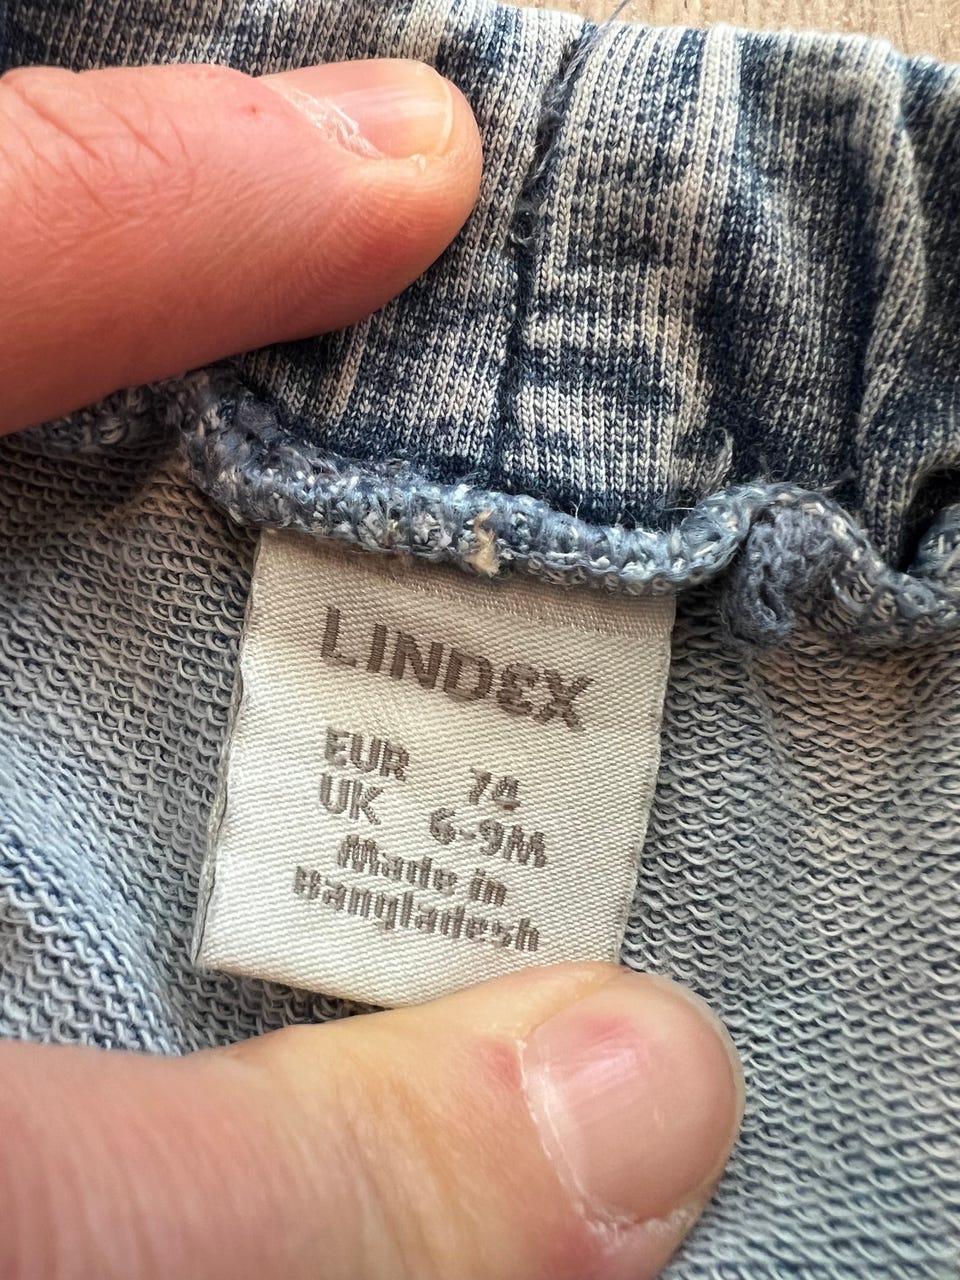 LINDEX
EUR 74
UK 6-9M
Made in
Bangladesh